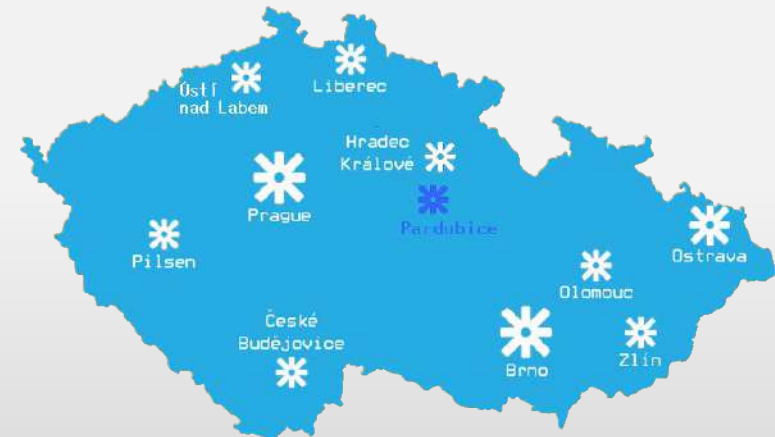 Liberec
Ústí
nad Labem
Hradec
Králové
Prague
Pardubice
Pilsen
Ostrava
Olomouc
České
Budějovice
Brno
Zlín